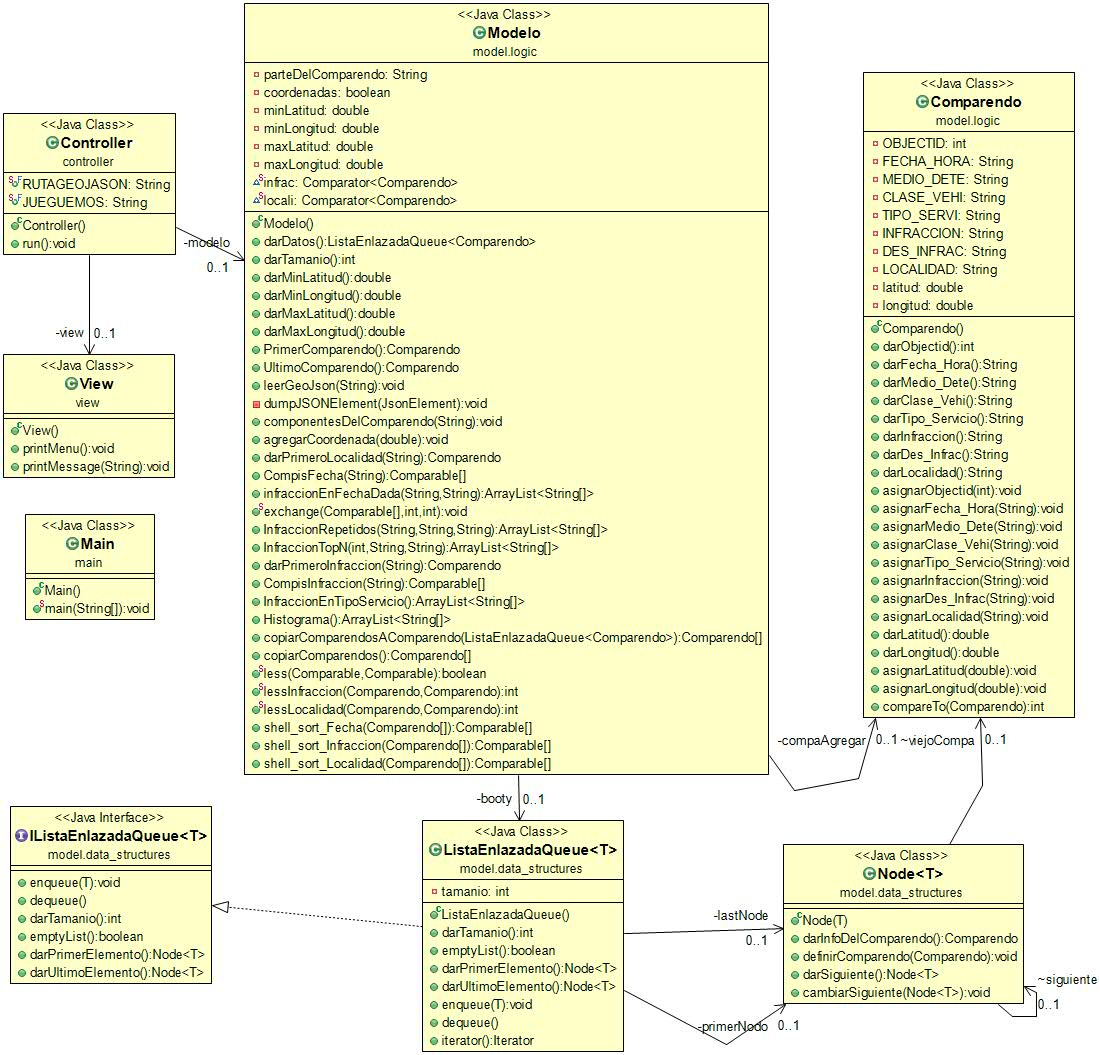 <<Java Class>>
Modelo
model.logic
parteDelComparendo: String
coordenadas: boolean
minLatitud: double
minLongitud: double
maxLatitud: double
maxLongitud: double
infrac: Comparator<Comparendo>
locali: Comparator<Comparendo>
Modelo()
darDatos():ListaEnlazadaQueue<Comparendo>
darTamanio():int
darMinLatitud():double
darMinLongitud():double
darMaxLatitud():double
darMaxLongitud():double
PrimerComparendo():Comparendo
UltimoComparendo():Comparendo
leerGeoJson(String):void
dumpJSONElement(JsonElement):void
componentesDelComparendo(String):void
agregarCoordenada(double):void
darPrimeroLocalidad(String):Comparendo
CompisFecha(String):Comparable[]
infraccionEnFechaDada(String,String):ArrayList<String[]>
exchange(Comparable[],int,int):void
InfraccionRepetidos(String,String,String):ArrayList<String[]>
InfraccionTopN(int,String,String):ArrayList<String[]>
darPrimeroInfraccion(String):Comparendo
CompisInfraccion(String):Comparable[]
InfraccionEnTipoServicio():ArrayList<String[]>
Histograma():ArrayList<String[]>
copiarComparendosAComparendo(ListaEnlazadaQueue<Comparendo>):Comparendo[]
copiarComparendos():Comparendo[]
less(Comparable,Comparable):boolean
lessInfraccion(Comparendo,Comparendo):int
lessLocalidad(Comparendo,Comparendo):int
shell_sort_Fecha(Comparendo[]):Comparable[]
shell_sort_Infraccion(Comparendo[]):Comparable[]
shell_sort_Localidad(Comparendo[]):Comparable[]
<<Java Class>>
Controller
controller
RUTAGEOJASON: String
JUEGUEMOS: String
Controller()
run():void
-modelo
0..1
-view 0..1
<<Java Class>>
View
view
View()
printMenu():void
printMessage(String):void
<<Java Class>>
Main
main
Main()
main(String[]):void
<<Java Class>>
Comparendo
model.logic
OBJECTID: int
FECHA_HORA: String
MEDIO_DETE: String
CLASE_VEHI: String
TIPO_SERVI: String
INFRACCION: String
DES_INFRAC: String
LOCALIDAD: String
latitud: double
longitud: double
Comparendo()
darObjectid():int
darFecha_Hora():String
darMedio_Dete():String
darClase_Vehi():String
darTipo_Servicio():String
darInfraccion():String
darDes_Infrac():String
darLocalidad():String
asignarObjectid(int):void
asignarFecha_Hora(String):void
asignarMedio_Dete(String):void
asignarClase_Vehi(String):void
asignarTipo_Servicio(String):void
asignarInfraccion(String):void
asignarDes_Infrac(String):void
asignarLocalidad(String):void
darLatitud():double
darLongitud():double
asignarLatitud(double):void
asignarLongitud(double):void
compareTo(Comparendo):int
-compaAgregar 0..1 ~viejoCompa 0..1
-booty 0..1
<<Java Interface>>
IListaEnlazadaQueue<T>
model.data_structures
enqueue(T):void
dequeue()
darTamanio():int
emptyList():boolean
darPrimerElemento():Node<T>
darUltimoElemento():Node<T>
<<Java Class>>
ListaEnlazadaQueue<T>
model.data_structures
tamanio: int
ListaEnlazadaQueue()
darTamanio():int
emptyList():boolean
darPrimerElemento():Node<T>
darUltimoElemento():Node<T>
enqueue(T):void
dequeue()
iterator():Iterator
-lastNode
0..1
-primerNodo 0..1
<<Java Class>>
Node<T>
model.data_structures
Node(T)
darInfoDelComparendo():Comparendo
definirComparendo(Comparendo):void
darSiguiente():Node<T>
cambiarSiguiente(Node<T>):void
~siguiente
0..1